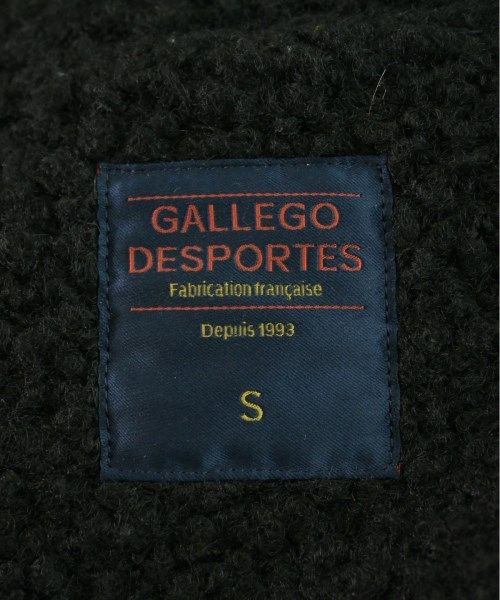 GALLEGO
DESPORTES
Fabrication française
Depuis 1993
S